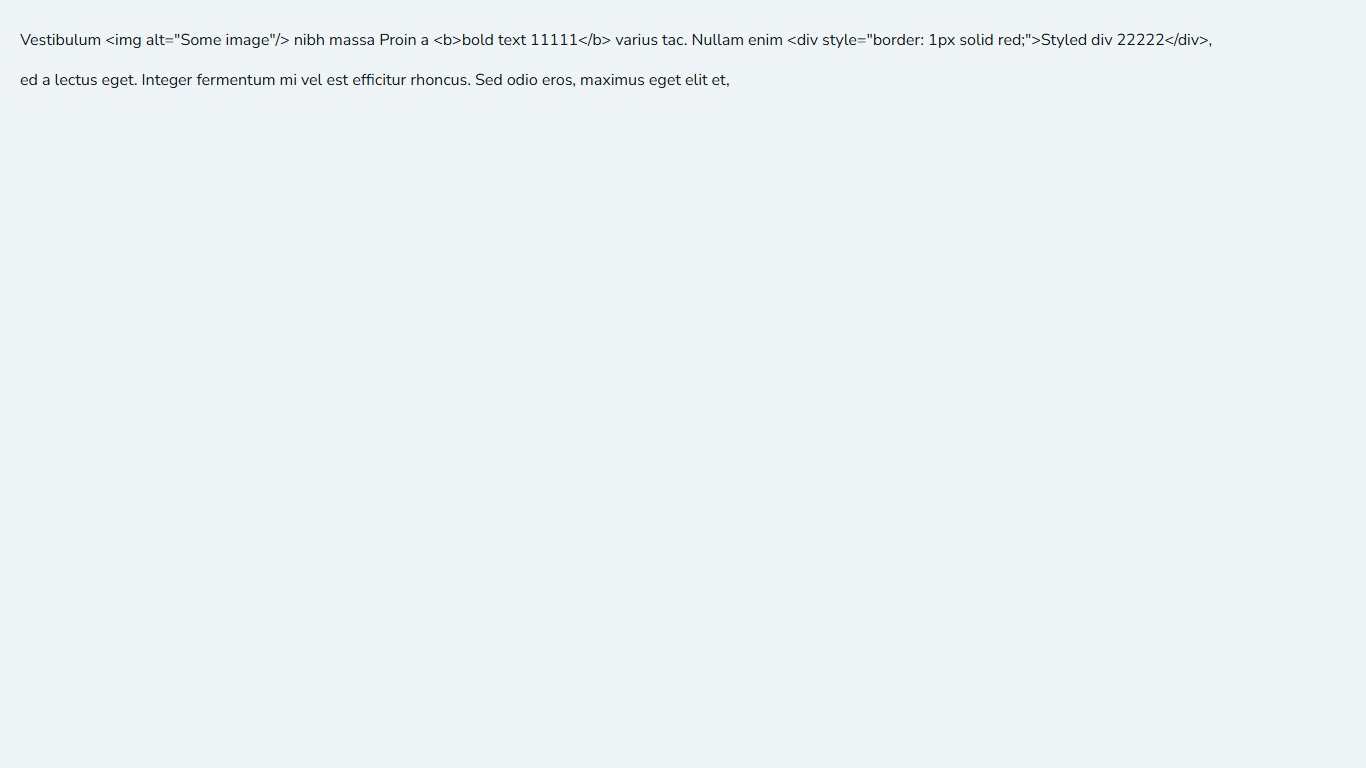 Vestibulum <img alt="Some image"/> nibh massa Proin a <b>bold text 11111</b> varius tac. Nullam enim <div style="border: 1px solid red;">Styled div 22222</div>,
ed a lectus eget. Integer fermentum mi vel est efficitur rhoncus. Sed odio eros, maximus eget elit et,